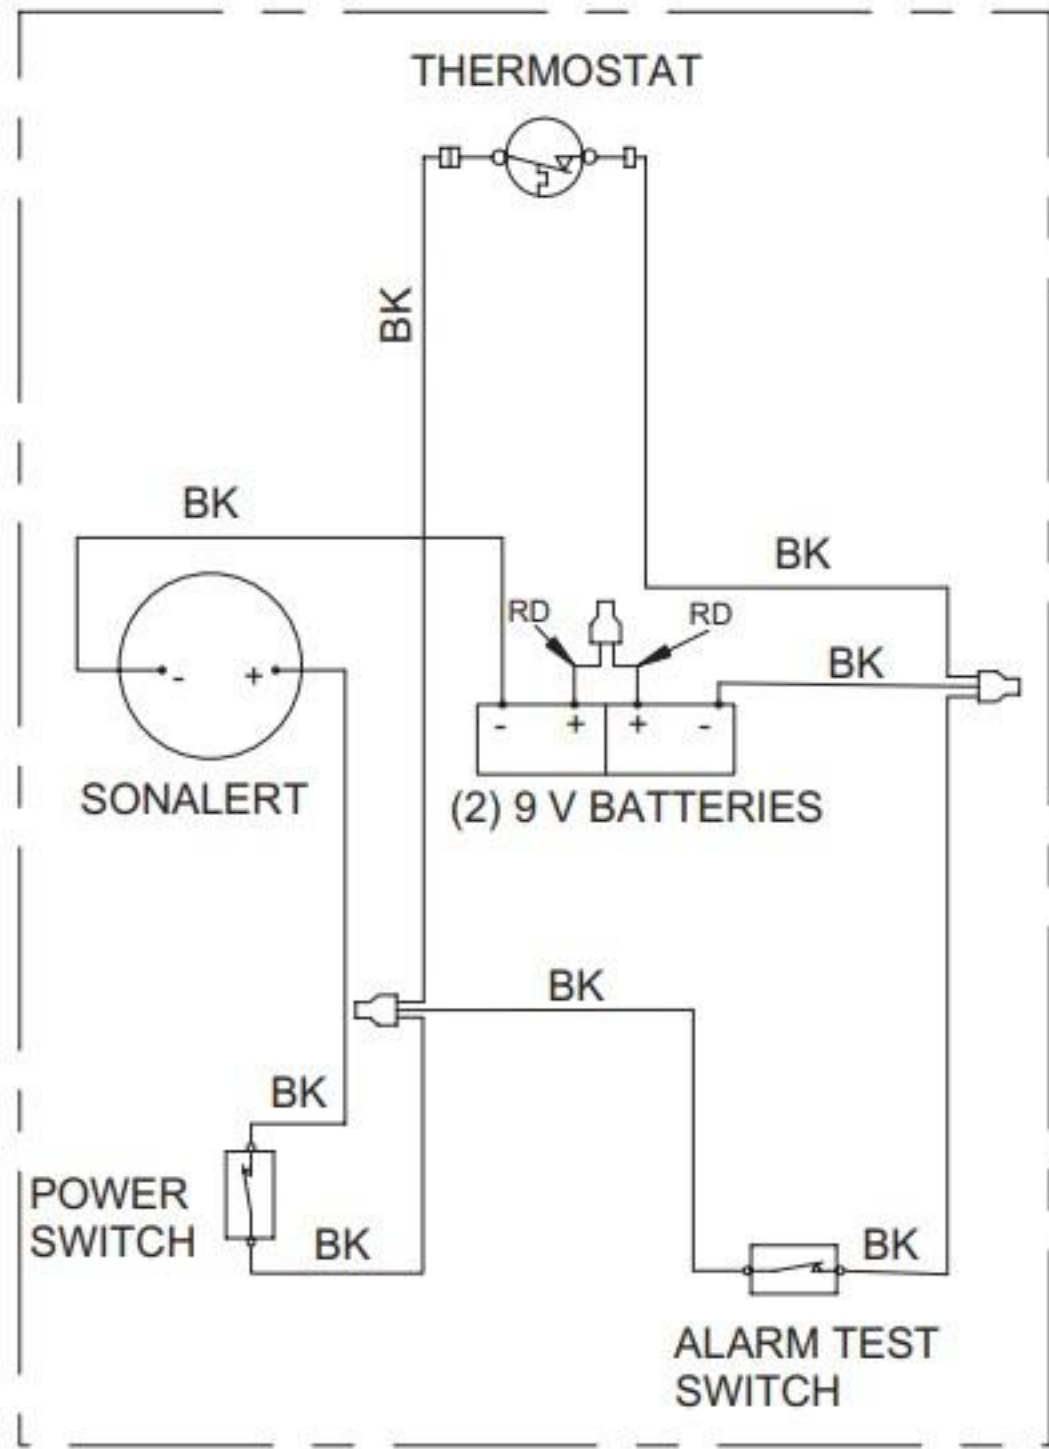 THERMOSTAT
BK
BK
BK
RD
RD
BK
- +
- + + -
SONALERT
(2) 9 V BATTERIES
BK
BK
POWER
SWITCH
BK
BK
ALARM TEST
SWITCH